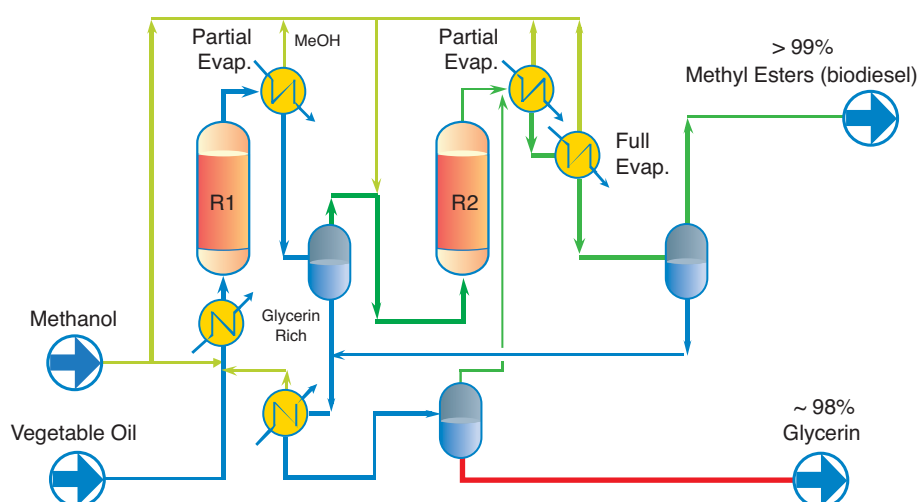 Partial
Evap.
MeOH
Partial
Evap.
> 99%
Methyl Esters (biodiesel)
Full
Evap.
R1
R2
Methanol
Glycerin
Rich
Vegetable Oil
~ 98%
Glycerin